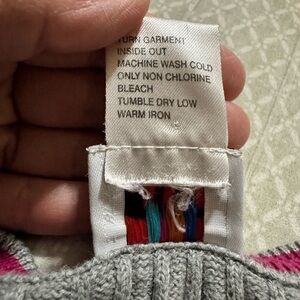 TURN GARMENT
INSIDE OUT
MACHINE WASH COLD
ONLY NON CHLORINE
BLEACH
TUMBLE DRY LOW
WARM IRON